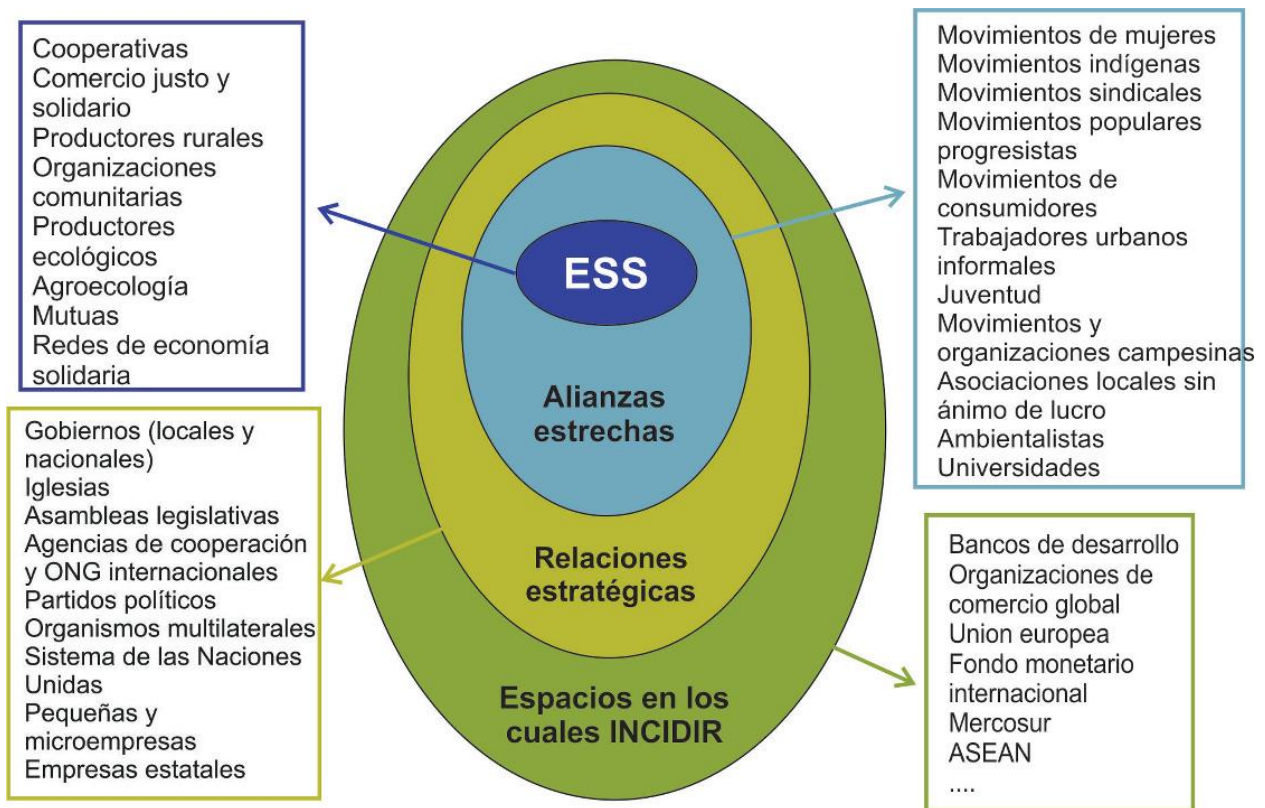 Cooperativas
Comercio justo y
solidario
Productores rurales
Organizaciones
comunitarias
Productores
ecológicos
Agroecología
Mutuas
Redes de economía
solidaria
Gobiernos (locales y
nacionales)
Iglesias
Asambleas legislativas
Agencias de cooperación
y ONG internacionales
Partidos políticos
Organismos multilaterales
Sistema de las Naciones
Unidas
Pequeñas y
microempresas
Empresas estatales
ESS
Alianzas
estrechas
Relaciones
estratégicas
Espacios en los
cuales INCIDIR
Movimientos de mujeres
Movimientos indígenas
Movimientos sindicales
Movimientos populares
progresistas
Movimientos de
consumidores
Trabajadores urbanos
informales
Juventud
Movimientos y
organizaciones campesinas
Asociaciones locales sin
ánimo de lucro
Ambientalistas
Universidades
Bancos de desarrollo
Organizaciones de
comercio global
Union europea
Fondo monetario
internacional
Mercosur
ASEAN
....